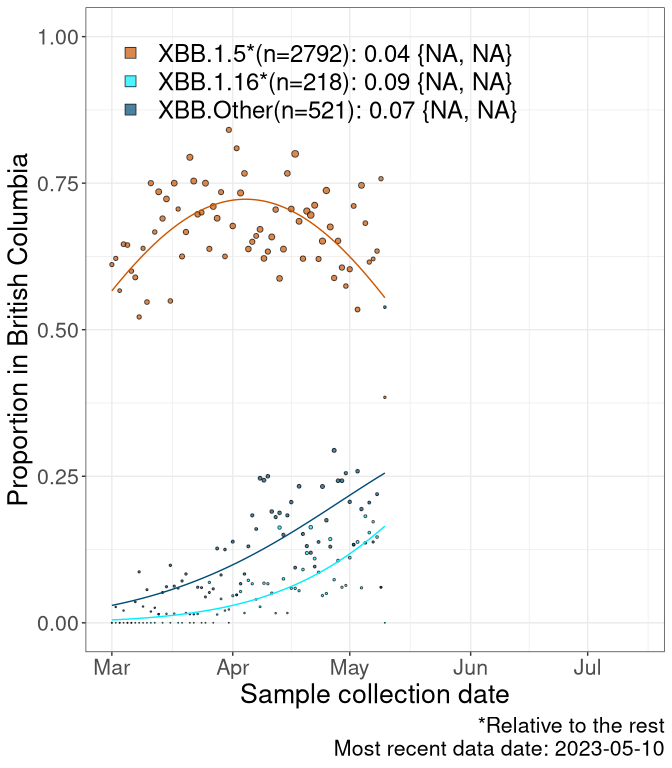 XBB.1.5*(n=2792): 0.04 {NA, NA}
XBB.1.16*(n=218): 0.09 {NA, NA}
XBB.Other(n=521): 0.07 {NA, NA}
Proportion in British Columbia
1.00
0.75
0.50
0.25
0.00
Mar Apr May Jun Jul
Sample collection date
*Relative to the rest
Most recent data date: 2023-05-10